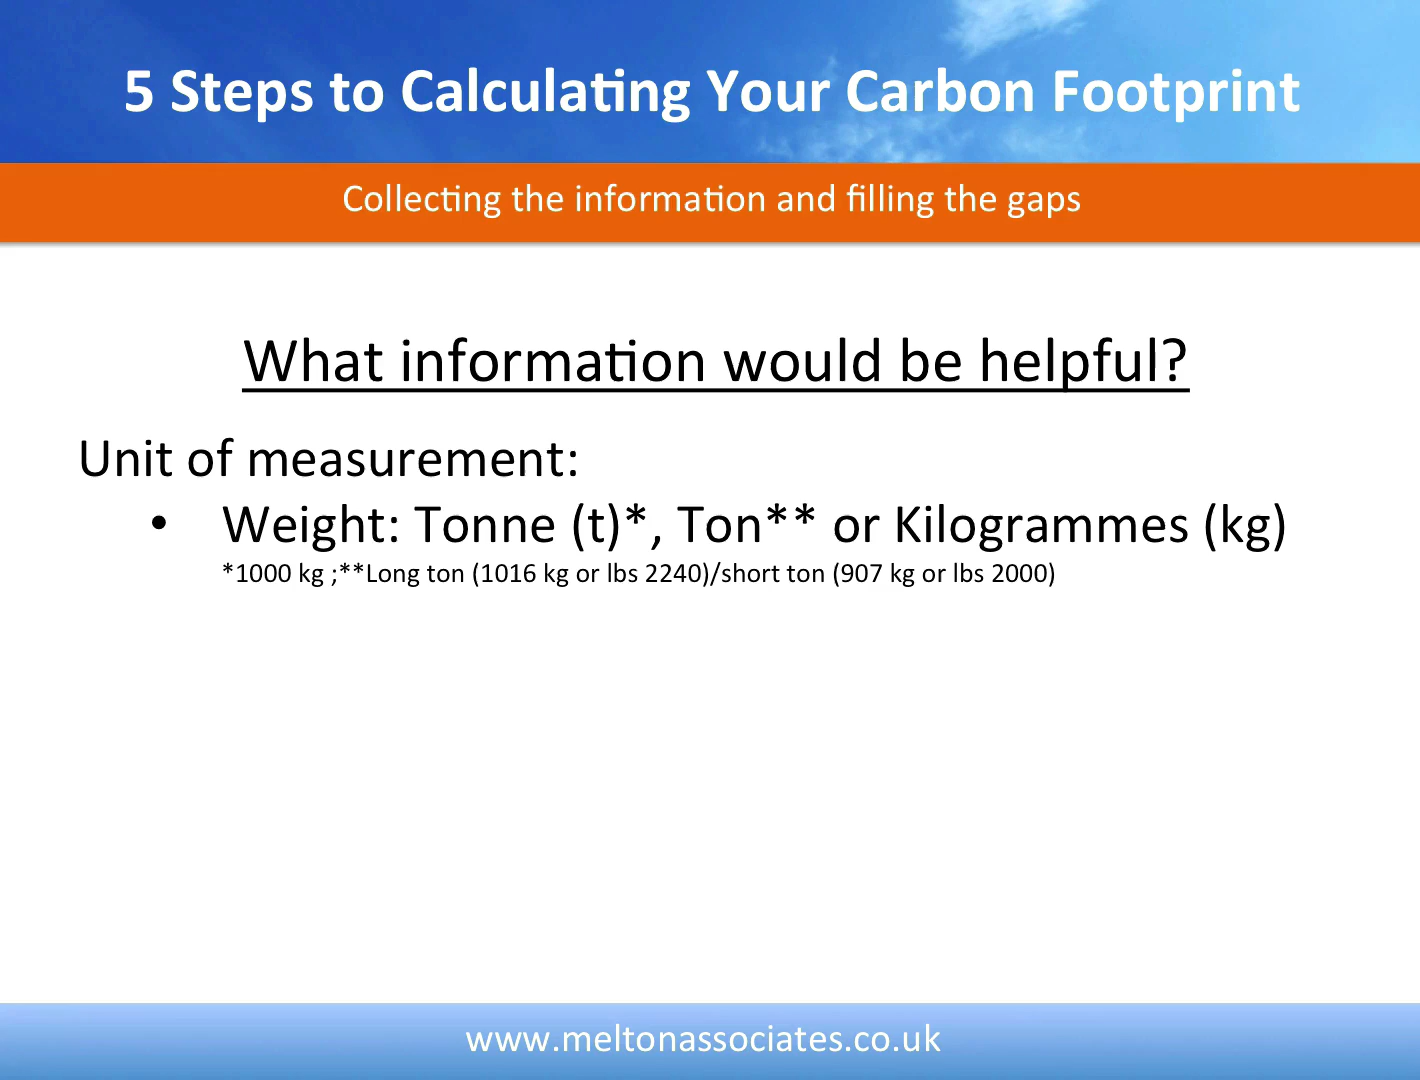 5 Steps to Calculating Your Carbon Footprint
Collecting the information and filling the gaps
What information would be helpful?
Unit of measurement:
• Weight: Tonne (t)*, Ton** or Kilogrammes (kg)
*1000 kg ;**Long ton (1016 kg or lbs 2240)/short ton (907 kg or lbs 2000)
www.meltonassociates.co.uk